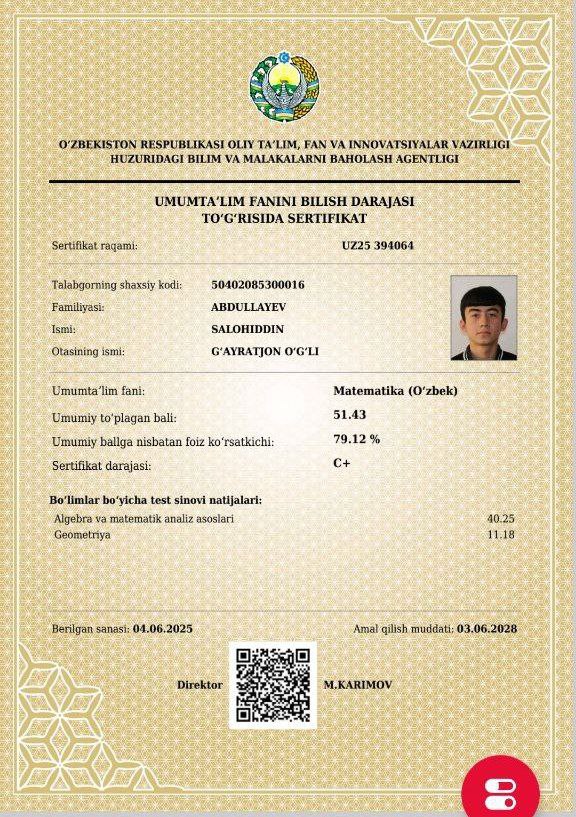 O‘ZBEKISTON RESPUBLIKASI OLIY TA’LIM, FAN VA INNOVATSIYALAR VAZIRLIGI
HUZURIDAGI BILIM VA MALAKALARNI BAHOLASH AGENTLIGI
UMUMTA’LIM FANINI BILISH DARAJASI
TO‘G‘RISIDA SERTIFIKAT
Sertifikat raqami: UZ25 394064
Talabgorning shaxsiy kodi: 50402085300016
Familiyasi: ABDULLAYEV
Ismi: SALOHIDDIN
Otasining ismi: G‘AYRATJON O‘G‘LI
Umumta’lim fani: Matematika (O‘zbek)
Umumiy to‘plagan bali: 51.43
Umumiy ballga nisbatan foiz ko‘rsatkichi: 79.12 %
Sertifikat darajasi: C+
Bo‘limlar bo‘yicha test sinovi natijalari:
Algebra va matematik analiz asoslari 40.25
Geometriya 11.18
Berilgan sanasi: 04.06.2025 Amal qilish muddati: 03.06.2028
Direktor M.KARIMOV